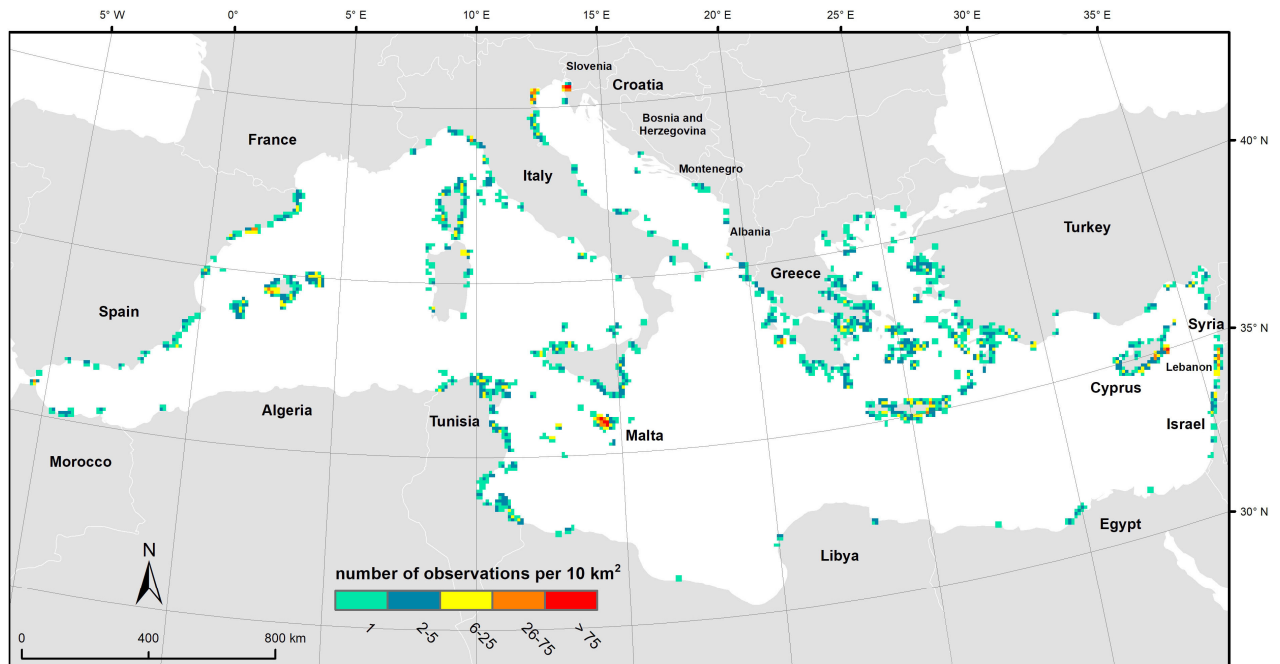 5° W 0° 5° E 10° E 15° E 20° E 25° E 30° E 35° E
Slovenia
Croatia
Bosnia and
Herzegovina
France
40° N
Montenegro
Italy
Turkey
Albania
Greece
Spain
Syria
35° N
Lebanon
Cyprus
Algeria
Tunisia
Malta
Israel
Morocco
30° N
Egypt
N
Libya
number of observations per 10 km²
1 2-5 6-25 26-75 > 75
0 400 800 km